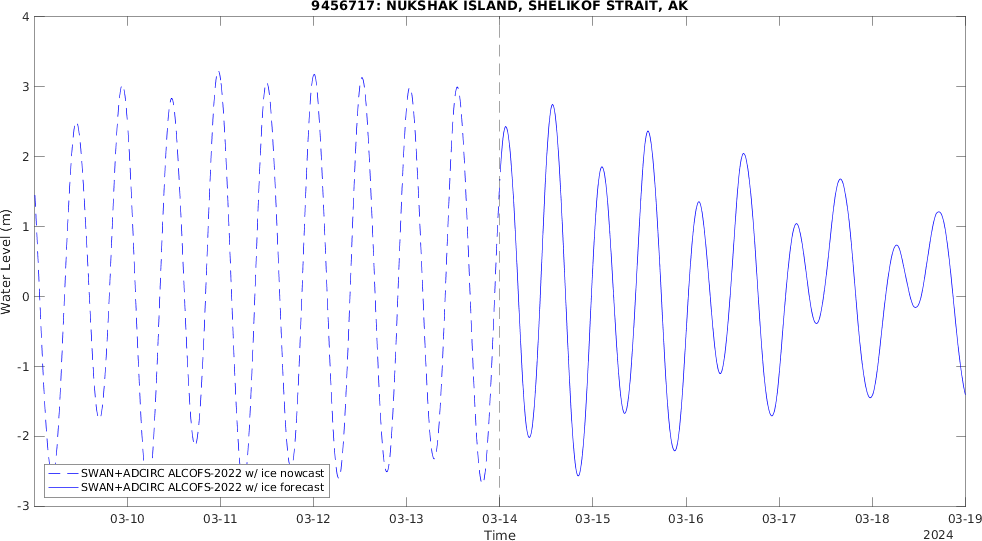 9456717: NUKSHAK ISLAND, SHELIKOF STRAIT, AK
4
3
2
1
0
-1
-2
-3
Water Level (m)
SWAN+ADCIRC ALCOFS-2022 w/ ice nowcast
SWAN+ADCIRC ALCOFS-2022 w/ ice forecast
03-10 03-11 03-12 03-13 03-14 03-15 03-16 03-17 03-18 03-19
Time
2024